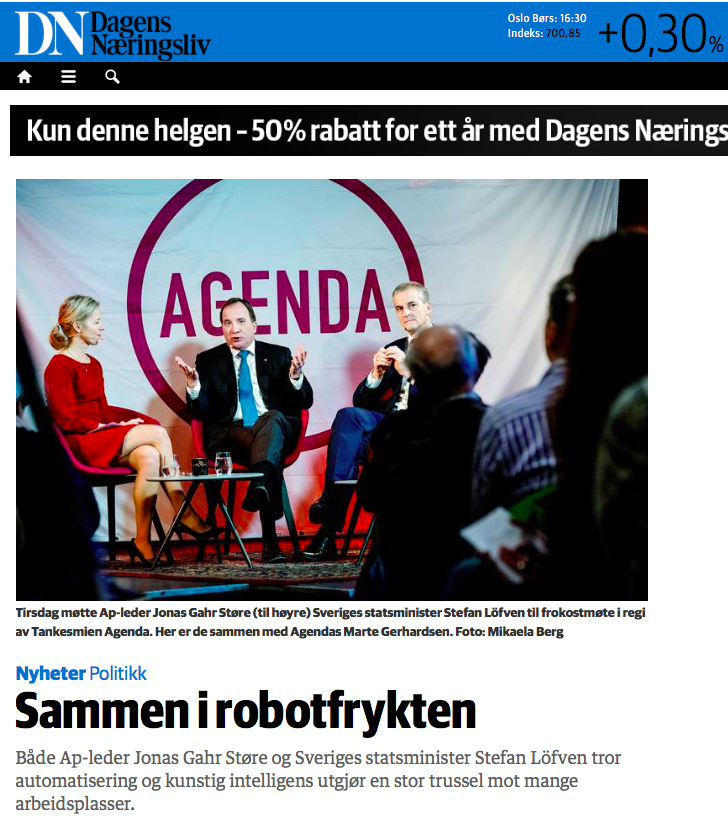 DN Dagens
Næringsliv
Oslo Børs: 16:30
Indeks: 700,85
+0,30%
Kun denne helgen – 50% rabatt for ett år med Dagens Nærings
AGENDA
Tirsdag møtte Ap-leder Jonas Gahr Støre (til høyre) Sveriges statsminister Stefan Löfven til frokostmøte i regi
av Tankesmien Agenda. Her er de sammen med Agendas Marte Gerhardsen. Foto: Mikaela Berg
Nyheter Politikk
Sammen i robotfrykten
Både Ap-leder Jonas Gahr Støre og Sveriges statsminister Stefan Löfven tror
automatisering og kunstig intelligens utgjør en stor trussel mot mange
arbeidsplasser.